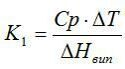 K₁ = (Cp · ΔT) / ΔHвип